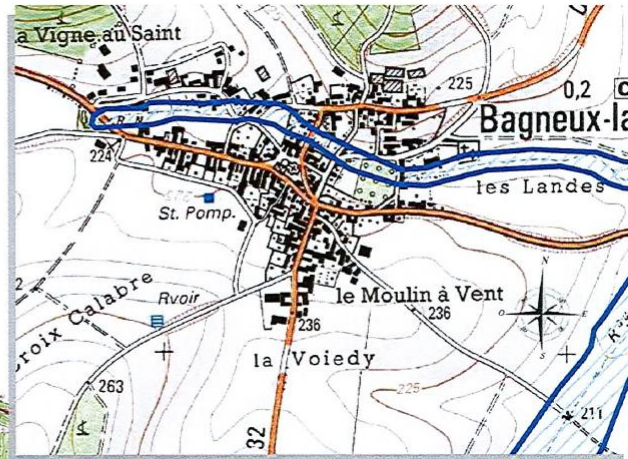 a Vigne au Saint
225
0,2
Bagneux-la
224
les Landes
St. Pomp.
N
O
E
S
Croix Calabre
Rvoir
le Moulin à Vent
236
236
la Voiedy
263
225
211
32